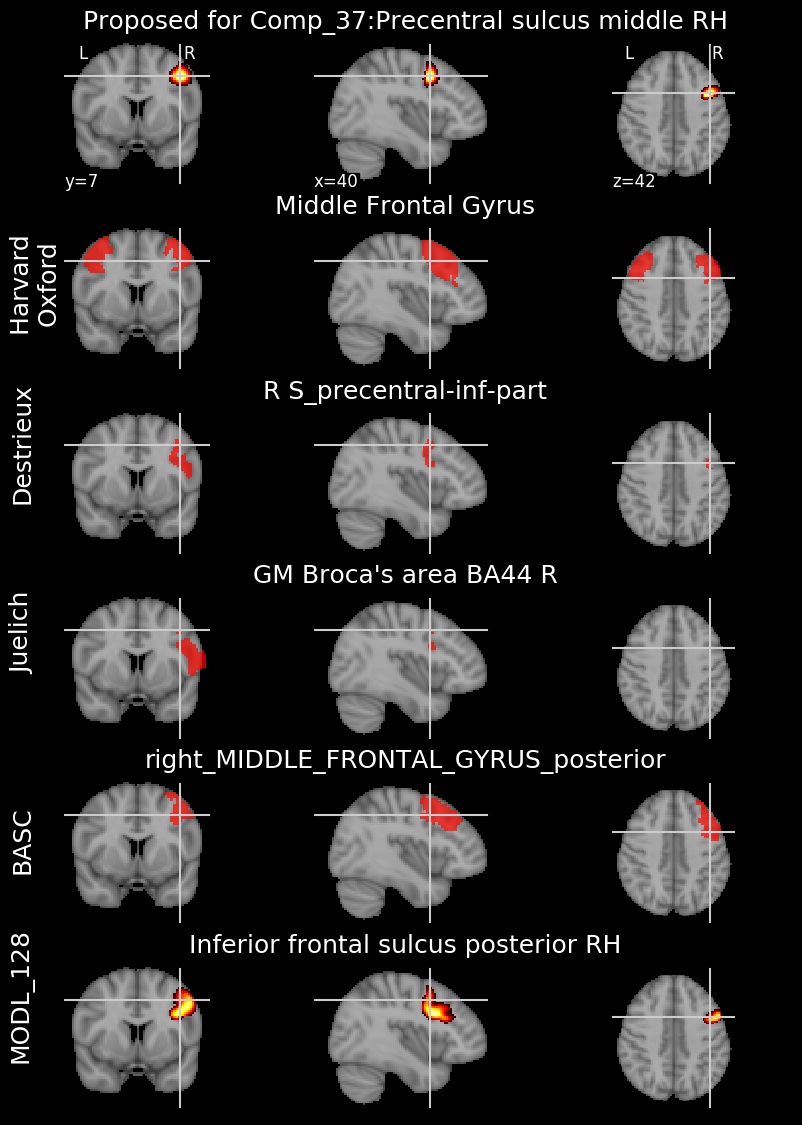 Proposed for Comp_37:Precentral sulcus middle RH
L R L R
y=7 x=40 z=42
Middle Frontal Gyrus
Harvard
Oxford
R S_precentral-inf-part
Destrieux
GM Broca's area BA44 R
Juelich
right_MIDDLE_FRONTAL_GYRUS_posterior
BASC
Inferior frontal sulcus posterior RH
MODL_128